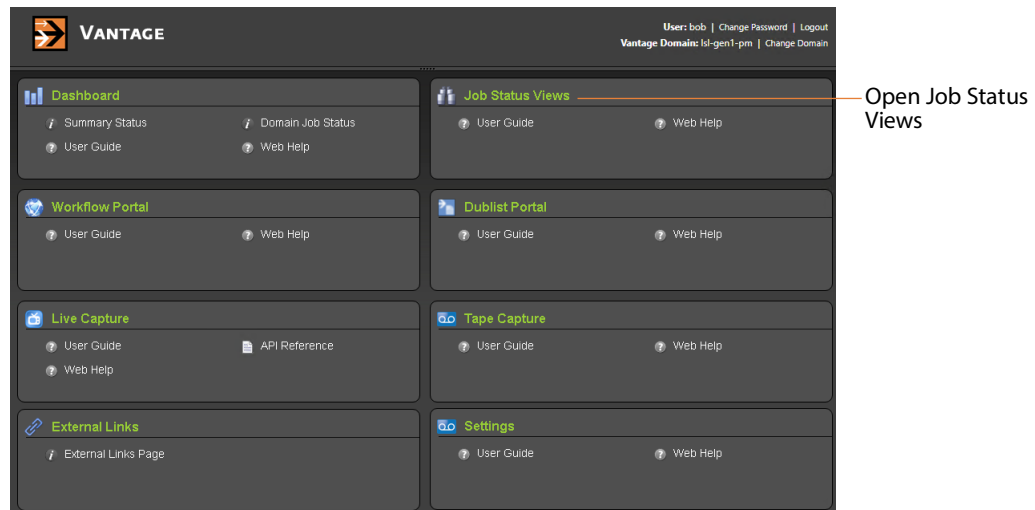 VANTAGE
User: bob | Change Password | Logout
Vantage Domain: lsl-gen1-pm | Change Domain
Dashboard
Summary Status
Domain Job Status
User Guide
Web Help
Job Status Views
User Guide
Web Help
Open Job Status
Views
Workflow Portal
User Guide
Web Help
Dublist Portal
User Guide
Web Help
Live Capture
User Guide
API Reference
Web Help
Tape Capture
User Guide
Web Help
External Links
External Links Page
Settings
User Guide
Web Help